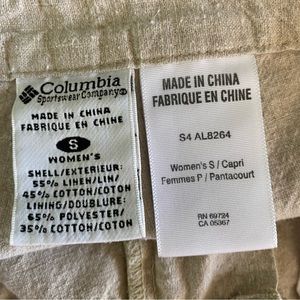 Columbia
Sportswear Company®
MADE IN CHINA
FABRIQUE EN CHINE
S
WOMEN'S
SHELL/EXTERIEUR:
55% LINEN/LIN/
45% COTTON/COTON
LINING/DOUBLURE:
65% POLYESTER/
35% COTTON/COTON
MADE IN CHINA
FABRIQUE EN CHINE
S4 AL8264
Women's S / Capri
Femmes P / Pantacourt
RN 69724
CA 05367